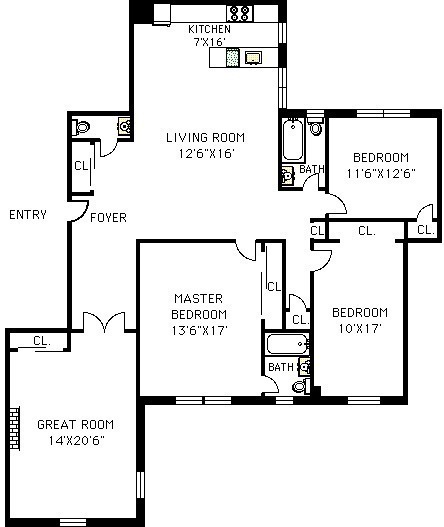 KITCHEN
7'X16'
LIVING ROOM
12'6"X16'
CL.
BATH
BEDROOM
11'6"X12'6"
ENTRY
FOYER
CL
CL.
CL.
CL
MASTER
BEDROOM
13'6"X17'
BEDROOM
10'X17'
CL.
CL.
BATH
GREAT ROOM
14'X20'6"